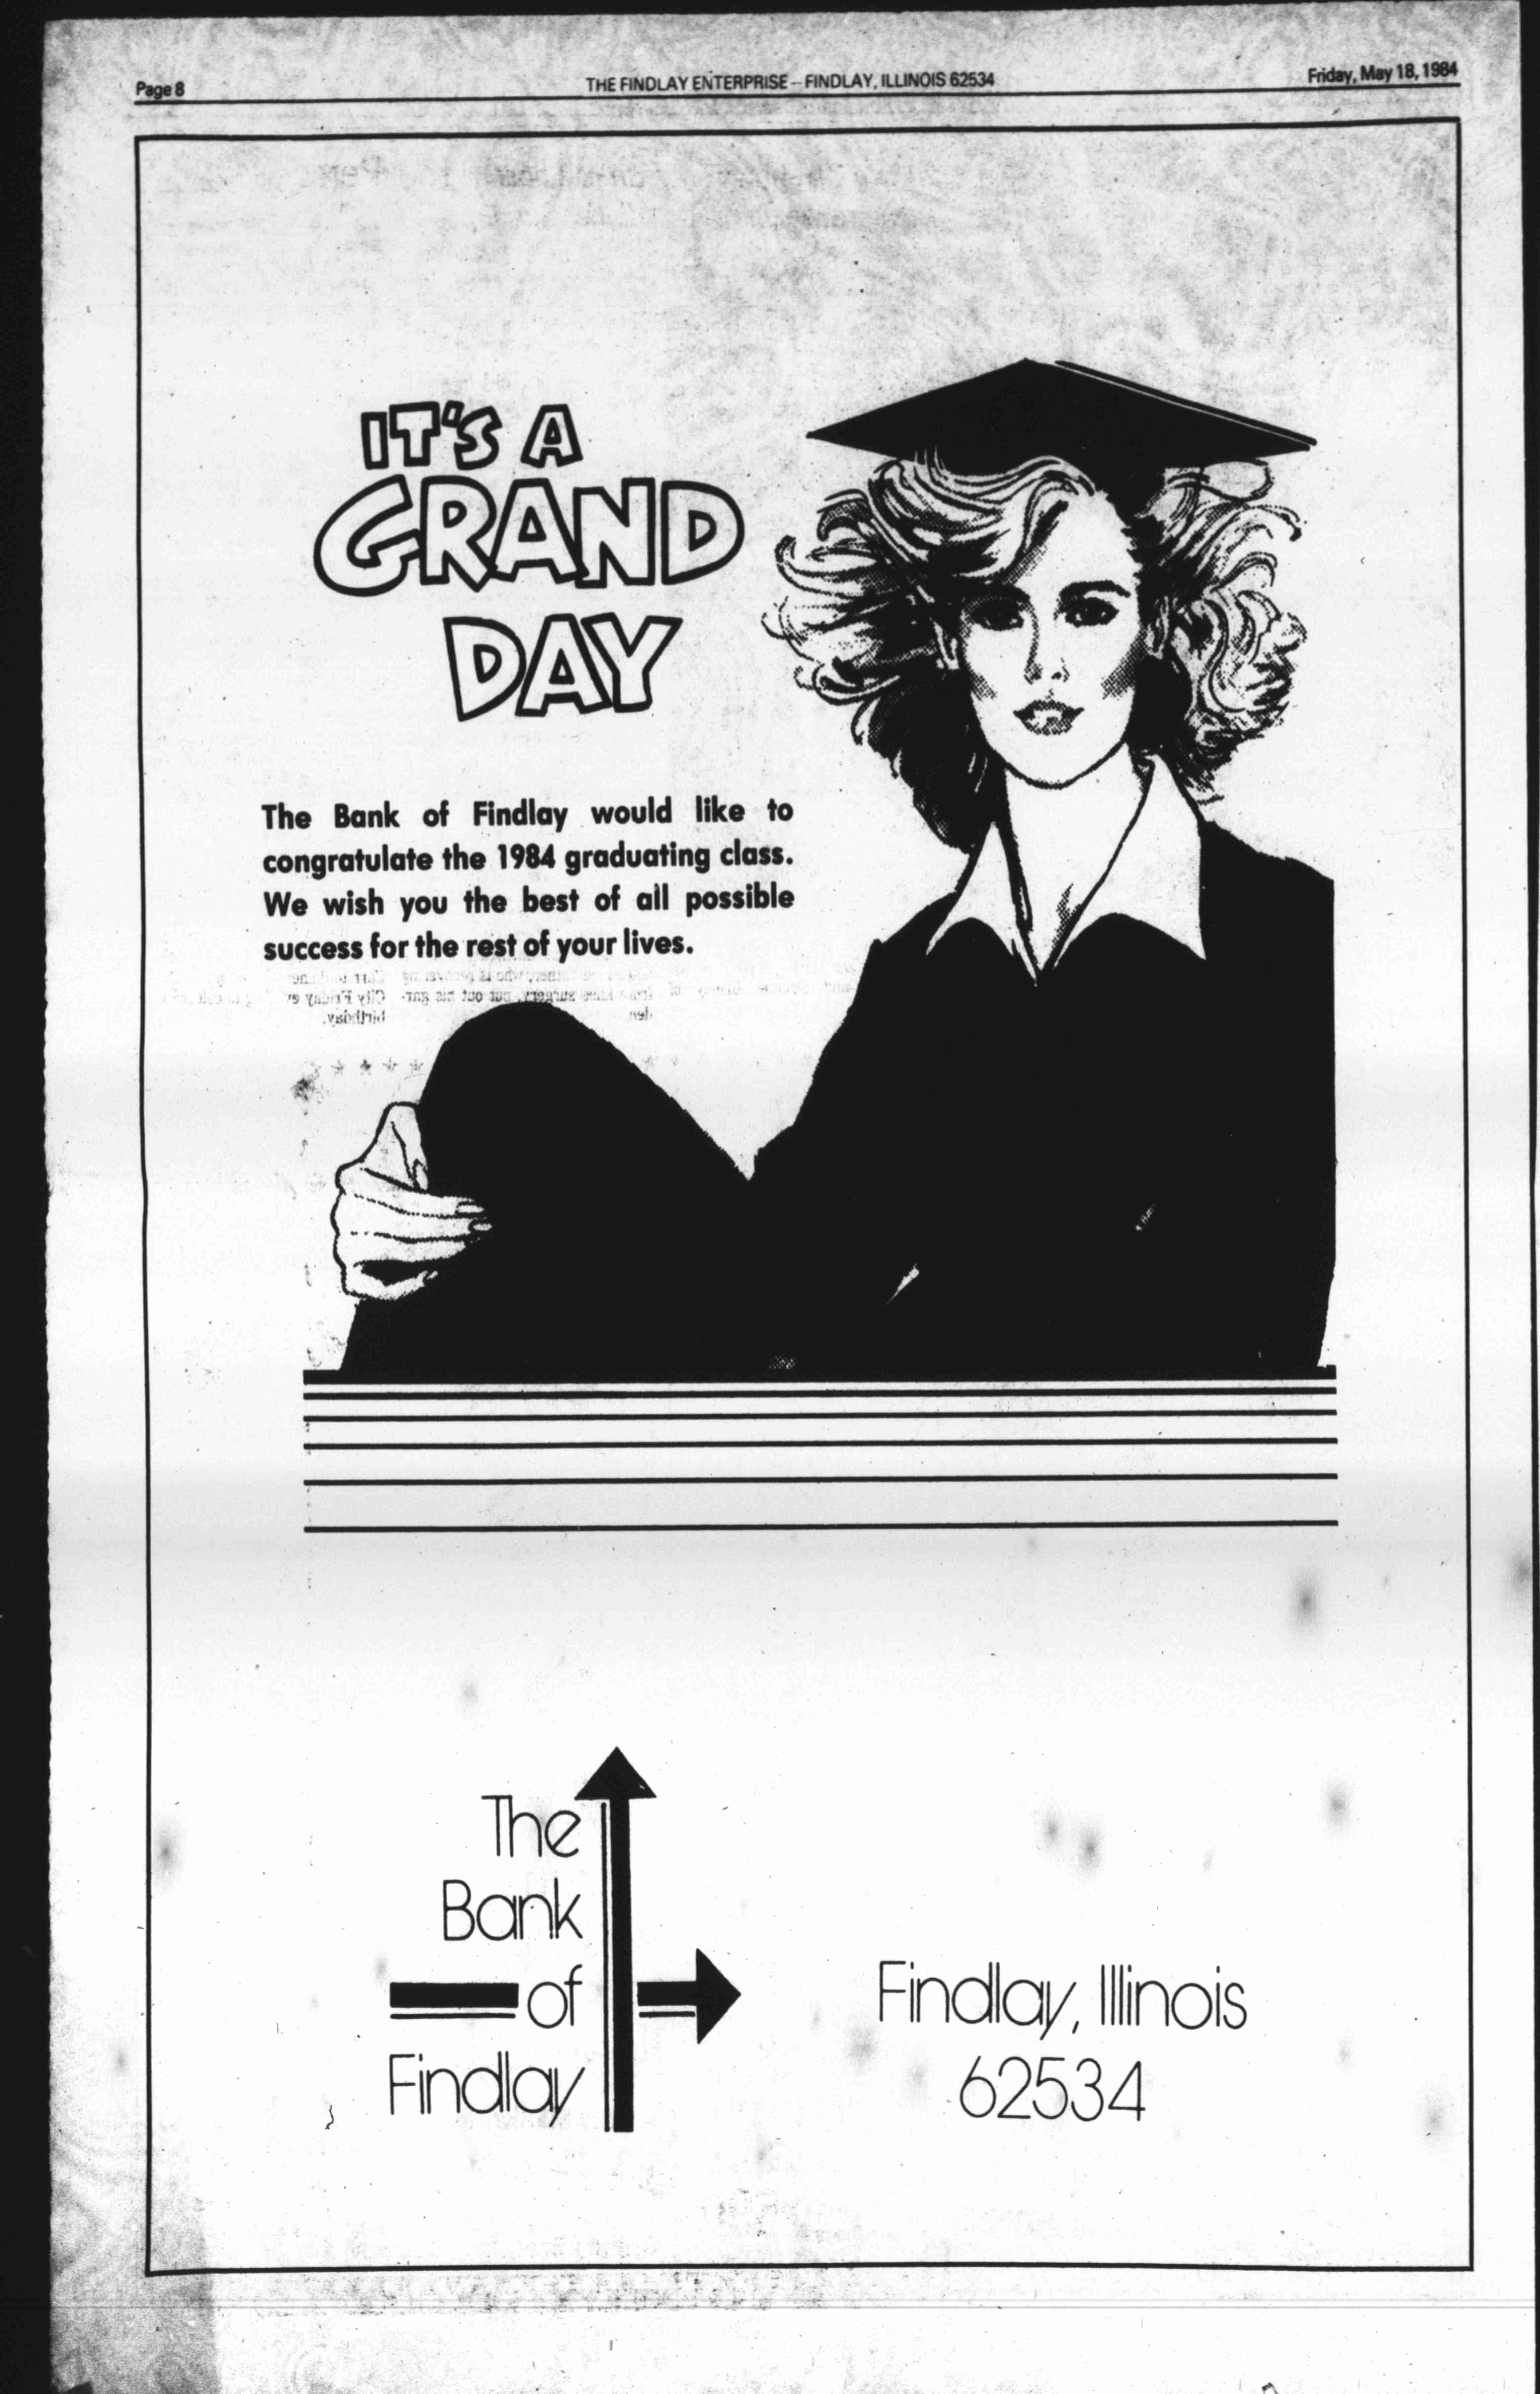 Page 8
THE FINDLAY ENTERPRISE -- FINDLAY, ILLINOIS 62534
Friday, May 18, 1984
IT'S A
GRAND
DAY
The Bank of Findlay would like to
congratulate the 1984 graduating class.
We wish you the best of all possible
success for the rest of your lives.
The
Bank
of
Findlay
Findlay, Illinois
62534